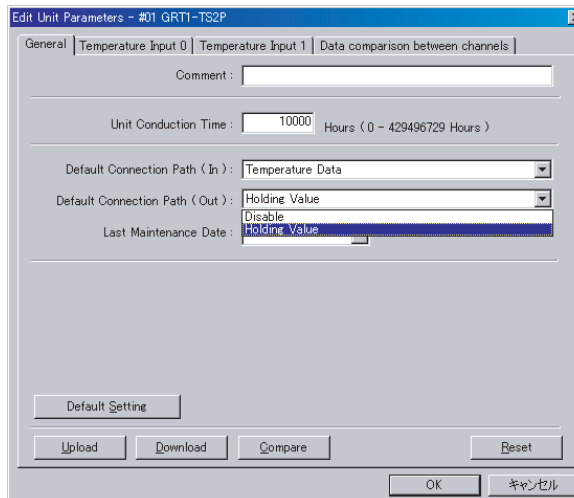 Edit Unit Parameters - #01 GRT1-TS2P
General Temperature Input 0 Temperature Input 1 Data comparison between channels
Comment :
Unit Conduction Time : 10000 Hours ( 0 - 429496729 Hours )
Default Connection Path ( In ) : Temperature Data
Default Connection Path ( Out ) : Holding Value
Disable
Last Maintenance Date : Holding Value
Default Setting
Upload Download Compare Reset
OK キャンセル